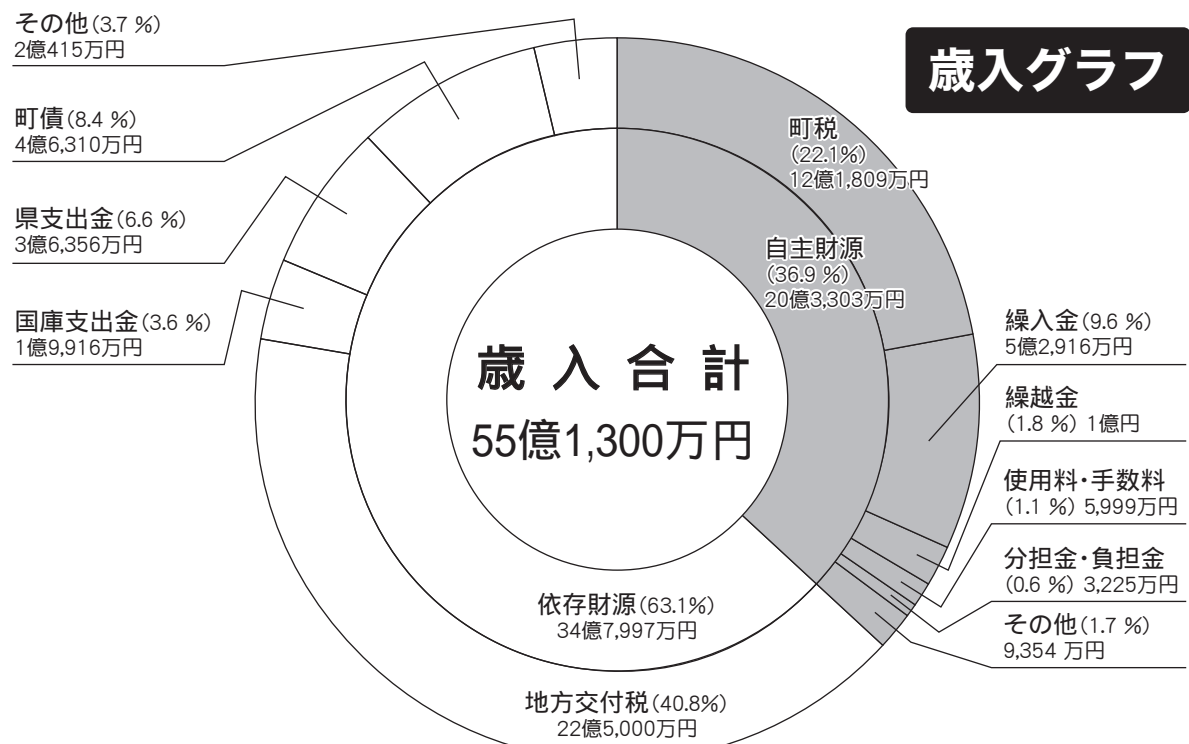 歳入グラフ
その他(3.7 %)
2億415万円
町債(8.4 %)
4億6,310万円
県支出金(6.6 %)
3億6,356万円
国庫支出金(3.6 %)
1億9,916万円
町税
(22.1%)
12億1,809万円
自主財源
(36.9 %)
20億3,303万円
繰入金(9.6 %)
5億2,916万円
繰越金
(1.8 %) 1億円
使用料・手数料
(1.1 %) 5,999万円
分担金・負担金
(0.6 %) 3,225万円
その他(1.7 %)
9,354 万円
歳入合計
55億1,300万円
依存財源(63.1%)
34億7,997万円
地方交付税(40.8%)
22億5,000万円